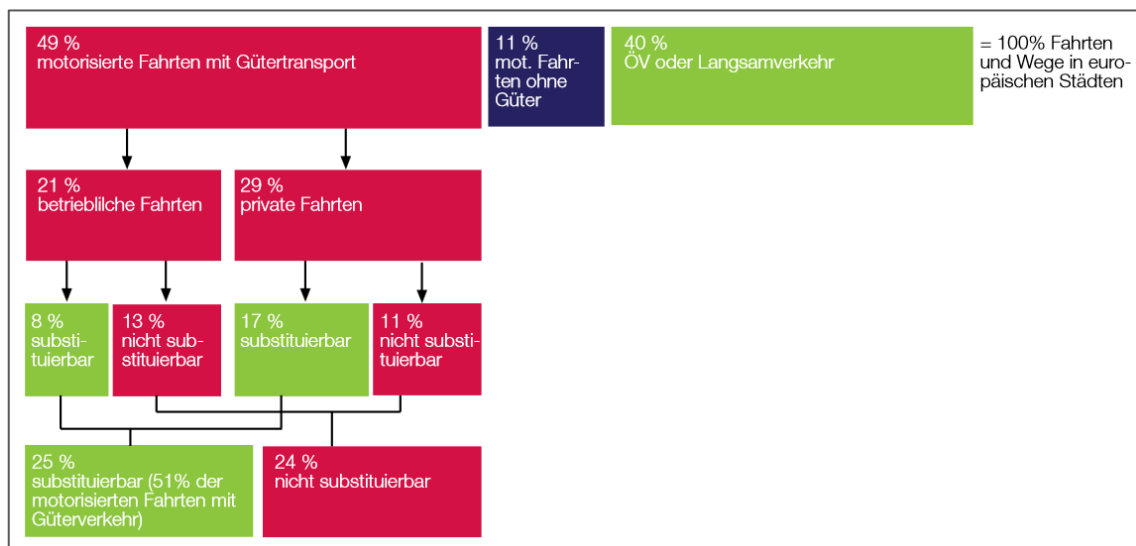 49 %
motorisierte Fahrten mit Gütertransport
11 %
mot. Fahr-
ten ohne
Güter
40 %
ÖV oder Langsamverkehr
= 100% Fahrten
und Wege in euro-
päischen Städten
21 %
betrieblilche Fahrten
29 %
private Fahrten
8 %
substi-
tuierbar
13 %
nicht sub-
stituierbar
17 %
substituierbar
11 %
nicht substi-
tuierbar
25 %
substituierbar (51% der
motorisierten Fahrten mit
Güterverkehr)
24 %
nicht substituierbar